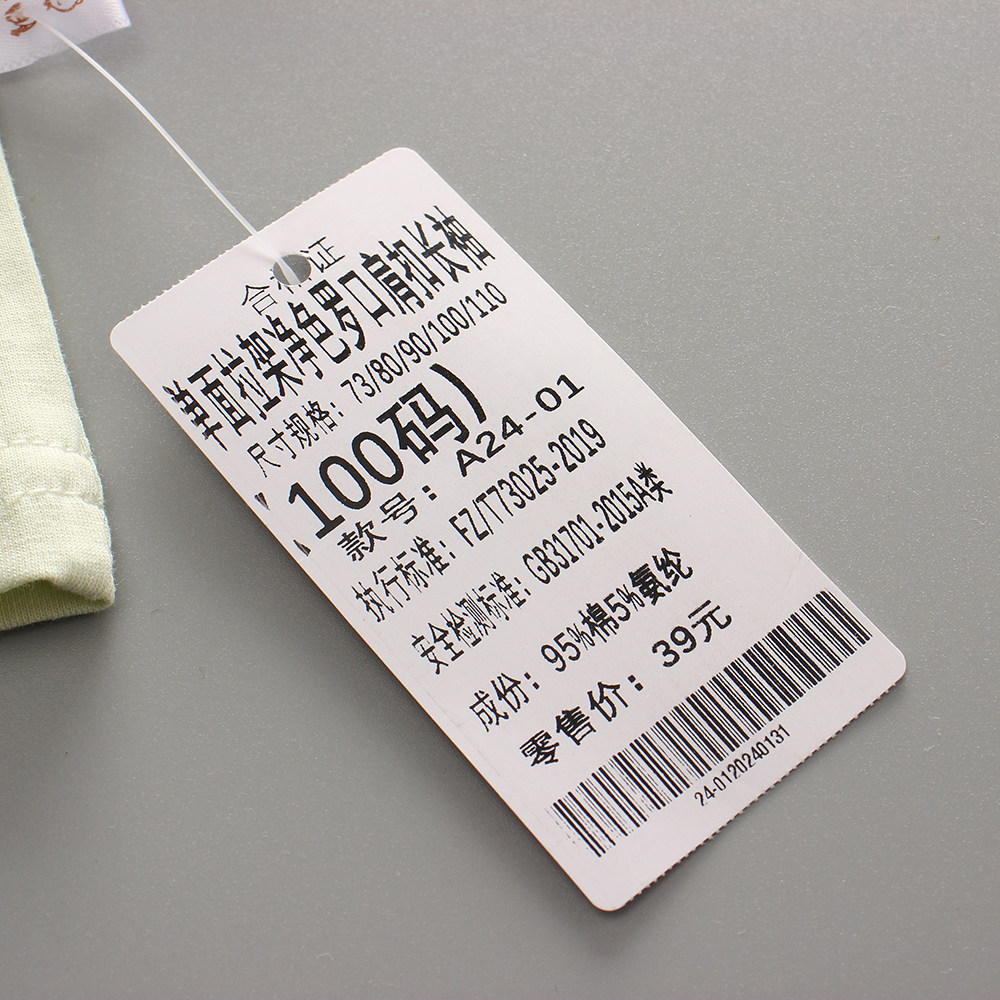 合格证
单面拉架净色罗口肩扣长袖
尺寸规格：73/80/90/100/110
100码）
款号：A24-01
执行标准：FZ/T73025-2019
安全检测标准：GB31701-2015A类
成份：95%棉5%氨纶
零售价：39元
24-0120240131